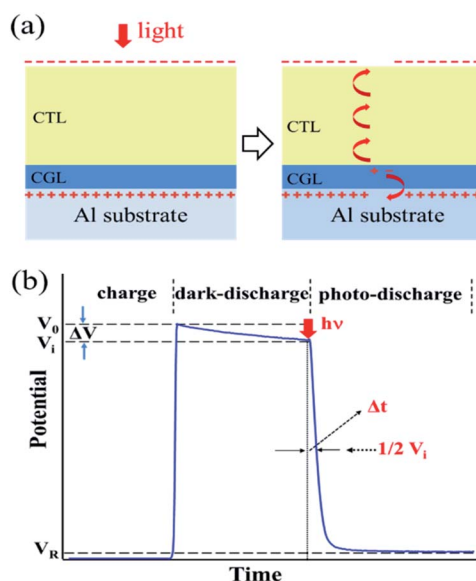 (a)
light
CTL
CGL
Al substrate
CTL
CGL
Al substrate
(b)
charge
dark-discharge
photo-discharge
V₀
ΔV
Vᵢ
hν
Δt
1/2 Vᵢ
V_R
Potential
Time